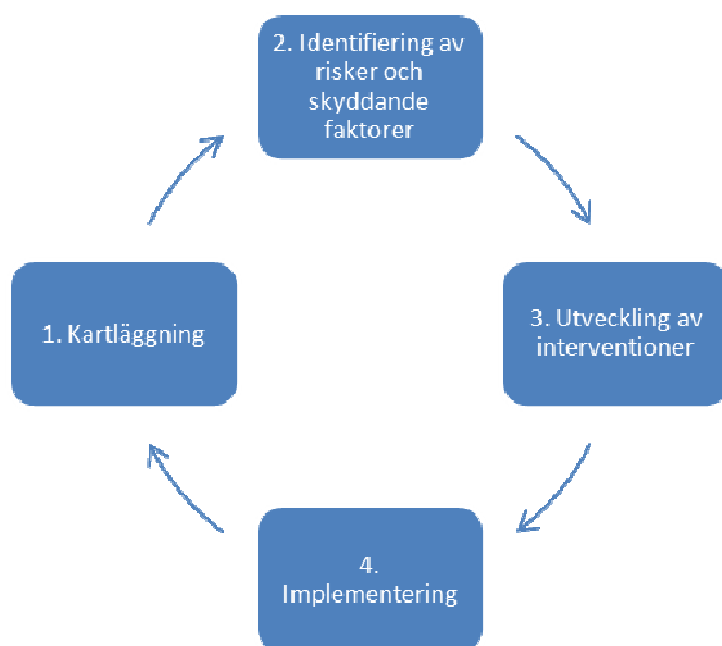 1. Kartläggning
2. Identifiering av
risker och
skyddande
faktorer
3. Utveckling av
interventioner
4.
Implementering